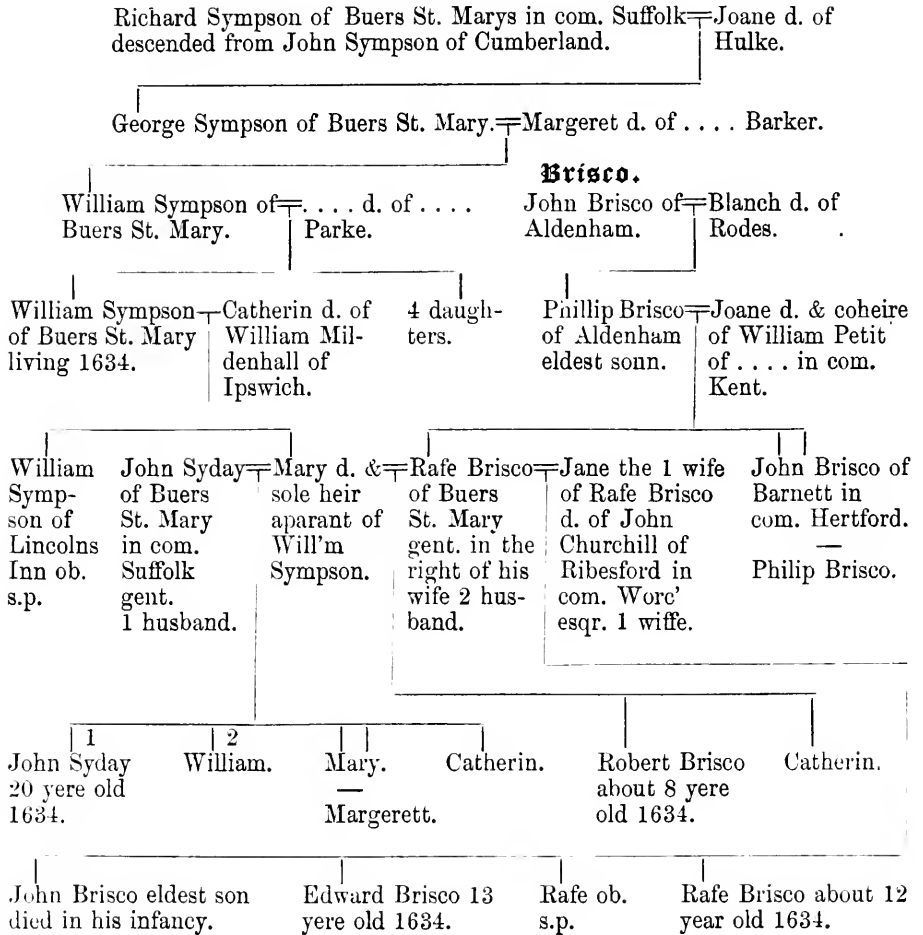 Richard Sympson of Buers St. Marys in com. Suffolk=Joane d. of
descended from John Sympson of Cumberland. Hulke.
George Sympson of Buers St. Mary.=Margeret d. of . . . . Barker.
Brisco.
William Sympson of=. . . . d. of . . . .
Buers St. Mary. Parke.
John Brisco of=Blanch d. of
Aldenham. Rodes.
William Sympson
of Buers St. Mary
living 1634.
Catherin d. of
William Mil-
denhall of
Ipswich.
4 daugh-
ters.
Phillip Brisco
of Aldenham
eldest sonn.
Joane d. & coheire
of William Petit
of . . . . in com.
Kent.
William
Symp-
son of
Lincolns
Inn ob.
s.p.
John Syday
of Buers
St. Mary
in com.
Suffolk
gent.
1 husband.
Mary d. &
sole heir
aparant of
Will'm
Sympson.
Rafe Brisco
of Buers
St. Mary
gent. in the
right of his
wife 2 hus-
band.
Jane the 1 wife
of Rafe Brisco
d. of John
Churchill of
Ribesford in
com. Worc'
esqr. 1 wiffe.
John Brisco of
Barnett in
com. Hertford.
—
Philip Brisco.
1
John Syday
20 yere old
1634.
2
William.
Mary.
—
Margerett.
Catherin.
Robert Brisco
about 8 yere
old 1634.
Catherin.
John Brisco eldest son
died in his infancy.
Edward Brisco 13
yere old 1634.
Rafe ob.
s.p.
Rafe Brisco about 12
year old 1634.